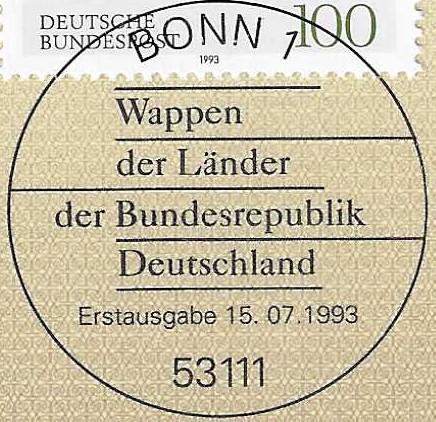 DEUTSCHE
BUNDESPOST
100
1993
BONN 1
Wappen
der Länder
der Bundesrepublik
Deutschland
Erstausgabe 15. 07.1993
53111